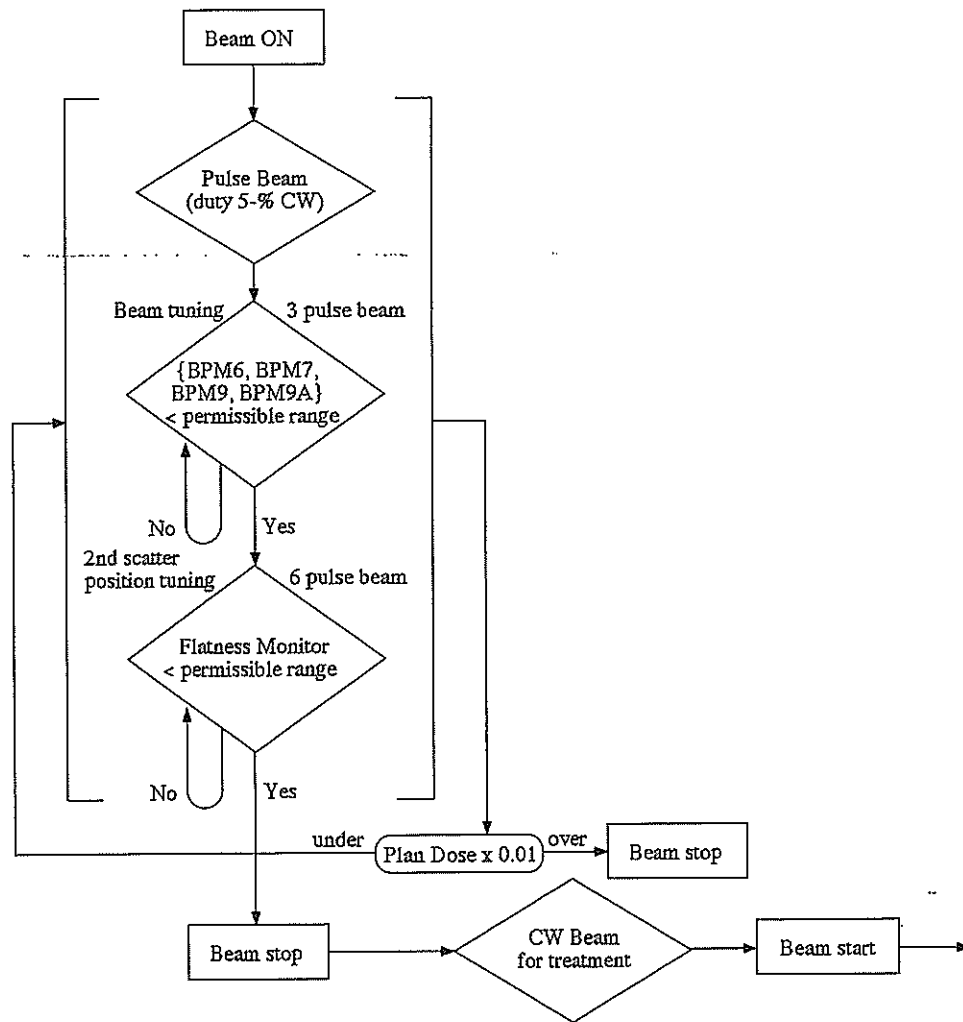 Beam ON
Pulse Beam
(duty 5-% CW)
Beam tuning
3 pulse beam
{BPM6, BPM7,
BPM9, BPM9A}
< permissible range
No
Yes
2nd scatter
position tuning
6 pulse beam
Flatness Monitor
< permissible range
No
Yes
under
Plan Dose x 0.01
over
Beam stop
Beam stop
CW Beam
for treatment
Beam start